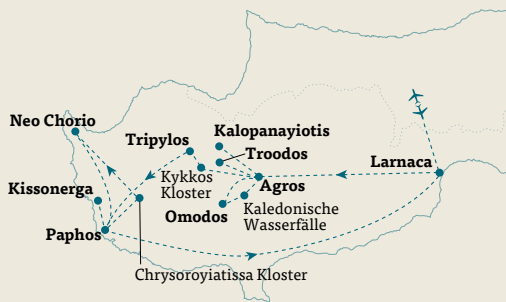 Neo Chorio
Tripylos
Kalopanayiotis
Troodos
Larnaca
Kykkos
Kloster
Agros
Kissonerga
Omodos
Kaledonische
Wasserfälle
Paphos
Chrysoroyiatissa Kloster